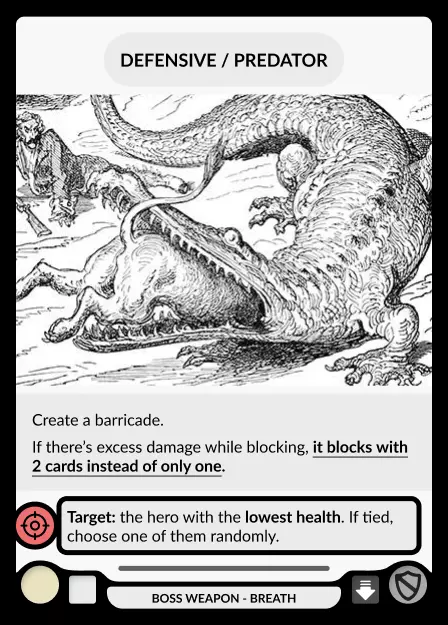 DEFENSIVE / PREDATOR
Create a barricade.
If there's excess damage while blocking, it blocks with
2 cards instead of only one.
Target: the hero with the lowest health. If tied,
choose one of them randomly.
BOSS WEAPON - BREATH